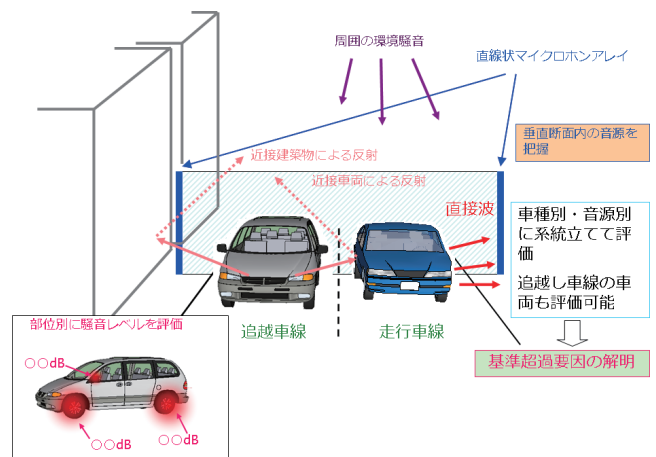 周囲の環境騒音
直線状マイクロホンアレイ
垂直断面内の音源を
把握
近接建築物による反射
近接車両による反射
直接波
車種別・音源別
に系統立てて評
価
追越し車線の車
両も評価可能
追越車線
走行車線
基準超過要因の解明
部位別に騒音レベルを評価
○○dB
○○dB
○○dB